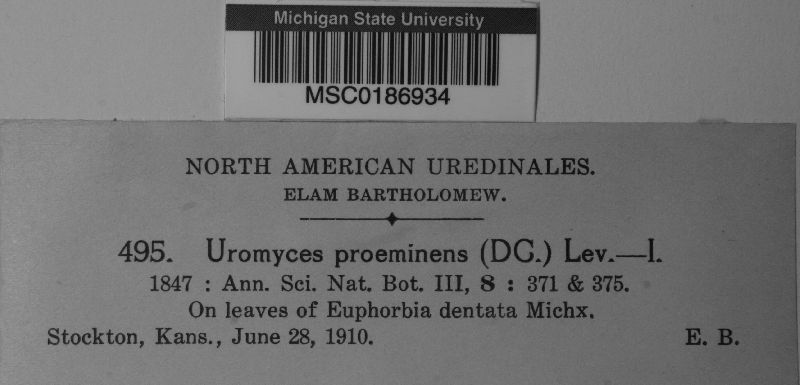 Michigan State University
MSC0186934
NORTH AMERICAN UREDINALES.
ELAM BARTHOLOMEW.
495. Uromyces proeminens (DC.) Lev.—I.
1847 : Ann. Sci. Nat. Bot. III, 8 : 371 & 375.
On leaves of Euphorbia dentata Michx.
Stockton, Kans., June 28, 1910. E. B.